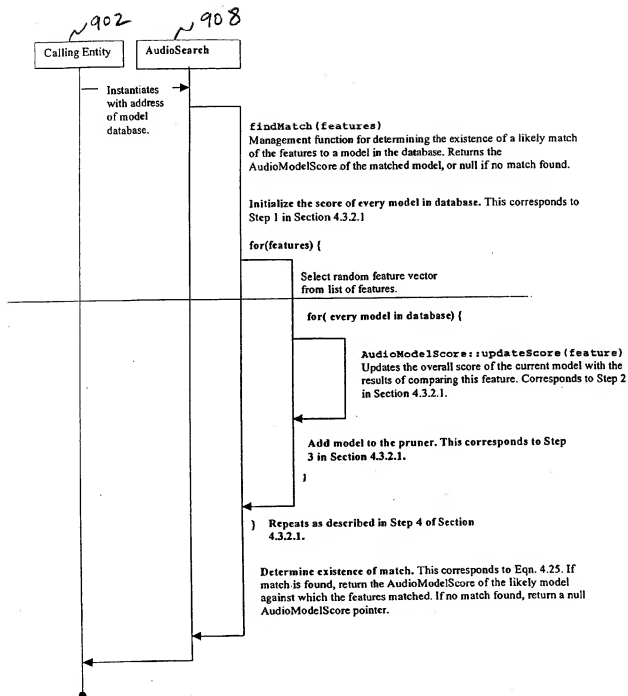 902
908
Calling Entity
AudioSearch
Instantiates
with address
of model
database.
findMatch(features)
Management function for determining the existence of a likely match
of the features to a model in the database. Returns the
AudioModelScore of the matched model, or null if no match found.
Initialize the score of every model in database. This corresponds to
Step 1 in Section 4.3.2.1
for(features) {
Select random feature vector
from list of features.
for( every model in database) {
AudioModelScore::updateScore(feature)
Updates the overall score of the current model with the
results of comparing this feature. Corresponds to Step 2
in Section 4.3.2.1.
Add model to the pruner. This corresponds to Step
3 in Section 4.3.2.1.
}
} Repeats as described in Step 4 of Section
4.3.2.1.
Determine existence of match. This corresponds to Eqn. 4.25. If
match is found, return the AudioModelScore of the likely model
against which the features matched. If no match found, return a null
AudioModelScore pointer.